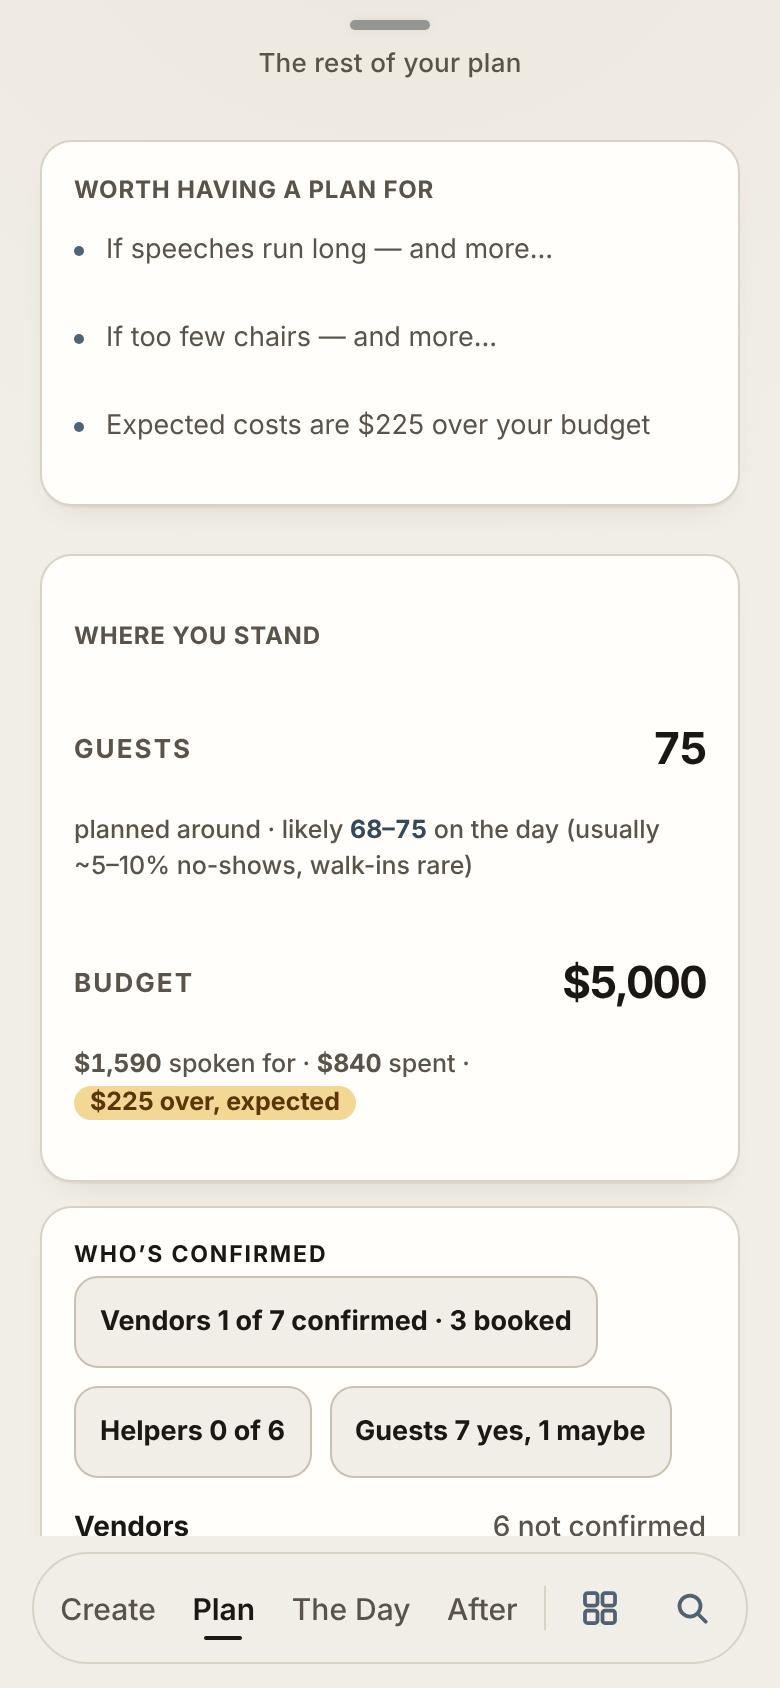 The rest of your plan
WORTH HAVING A PLAN FOR
• If speeches run long — and more...
• If too few chairs — and more...
• Expected costs are $225 over your budget
WHERE YOU STAND
GUESTS 75
planned around · likely 68–75 on the day (usually
~5–10% no-shows, walk-ins rare)
BUDGET $5,000
$1,590 spoken for · $840 spent ·
$225 over, expected
WHO’S CONFIRMED
Vendors 1 of 7 confirmed · 3 booked
Helpers 0 of 6 Guests 7 yes, 1 maybe
Vendors 6 not confirmed
Create Plan The Day After